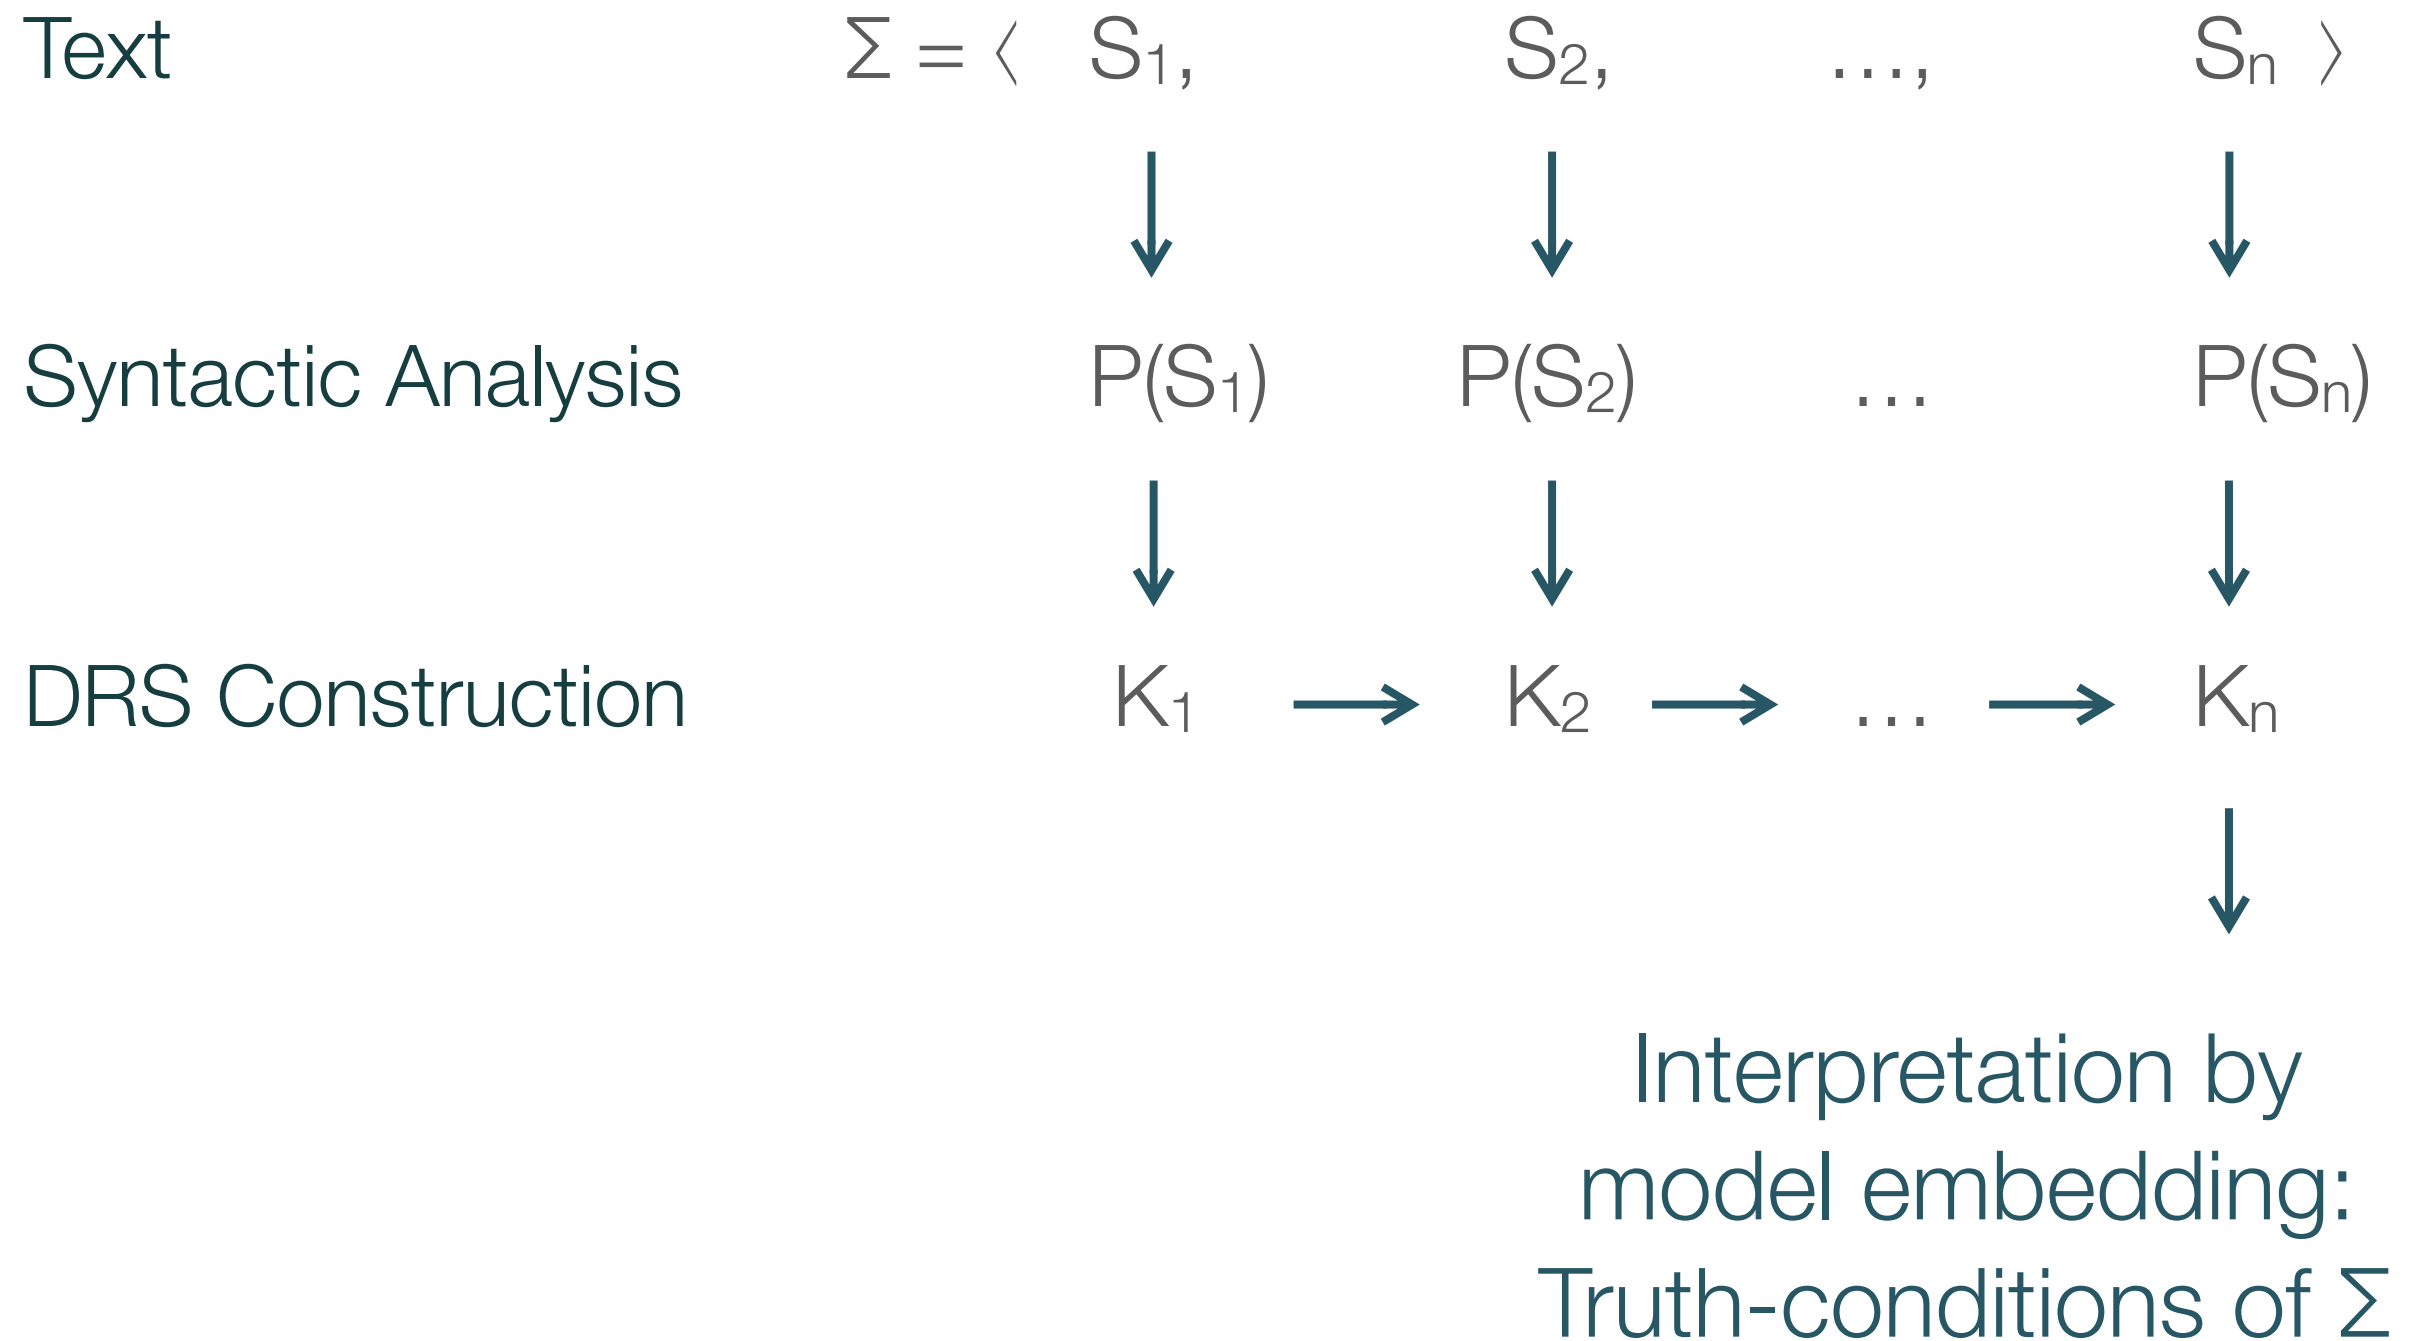 Text Σ = ⟨ S₁, S₂, …, Sₙ ⟩
Syntactic Analysis P(S₁) P(S₂) … P(Sₙ)
DRS Construction K₁ K₂ … Kₙ
Interpretation by
model embedding:
Truth-conditions of Σ